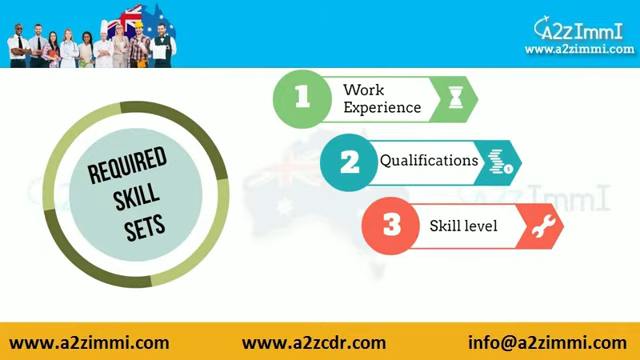 A2ZImmI
www.a2zimmi.com
REQUIRED
SKILL
SETS
1
Work
Experience
2
Qualifications
3
Skill level
A2ZImmI
www.a2zimmi.com
www.a2zcdr.com
info@a2zimmi.com